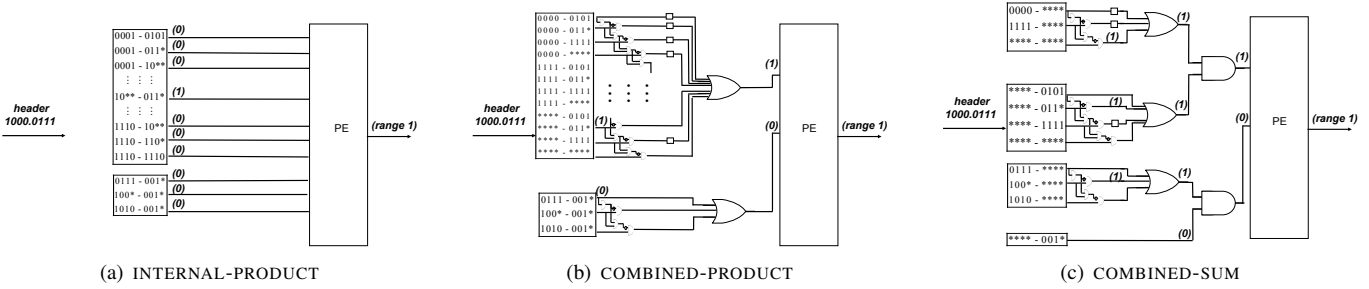 header
1000.0111
0001 - 0101
0001 - 011*
0001 - 10**
10** - 011*
1110 - 10**
1110 - 110*
1110 - 1110
0111 - 001*
100* - 001*
1010 - 001*
(0)
(0)
(0)
(1)
(0)
(0)
(0)
(0)
(0)
(0)
PE
(range 1)
(a) INTERNAL-PRODUCT
header
1000.0111
0000 - 0101
0000 - 011*
0000 - 1111
0000 - ****
1111 - 0101
1111 - 011*
1111 - 1111
1111 - ****
**** - 0101
**** - 011*
**** - 1111
**** - ****
(1)
0111 - 001*
100* - 001*
1010 - 001*
(0)
(1)
(0)
PE
(range 1)
(b) COMBINED-PRODUCT
header
1000.0111
0000 - ****
1111 - ****
**** - ****
(1)
(1)
**** - 0101
**** - 011*
**** - 1111
**** - ****
(1)
(1)
0111 - ****
100* - ****
1010 - ****
(1)
(1)
**** - 001*
(0)
(1)
(0)
PE
(range 1)
(c) COMBINED-SUM